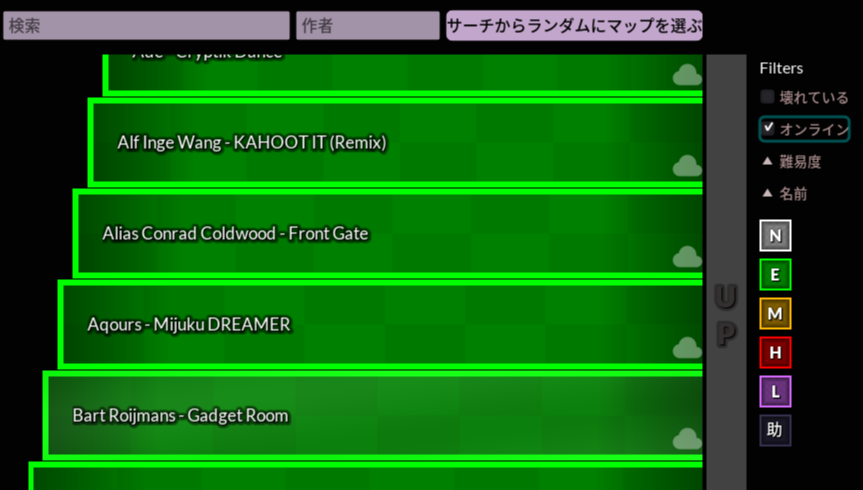 検索
作者
サーチからランダムにマップを選ぶ
Alf Inge Wang - KAHOOT IT (Remix)
Alias Conrad Coldwood - Front Gate
Aqours - Mijuku DREAMER
Bart Roijmans - Gadget Room
UP
Filters
壊れている
オンライン
難易度
名前
N
E
M
H
L
助